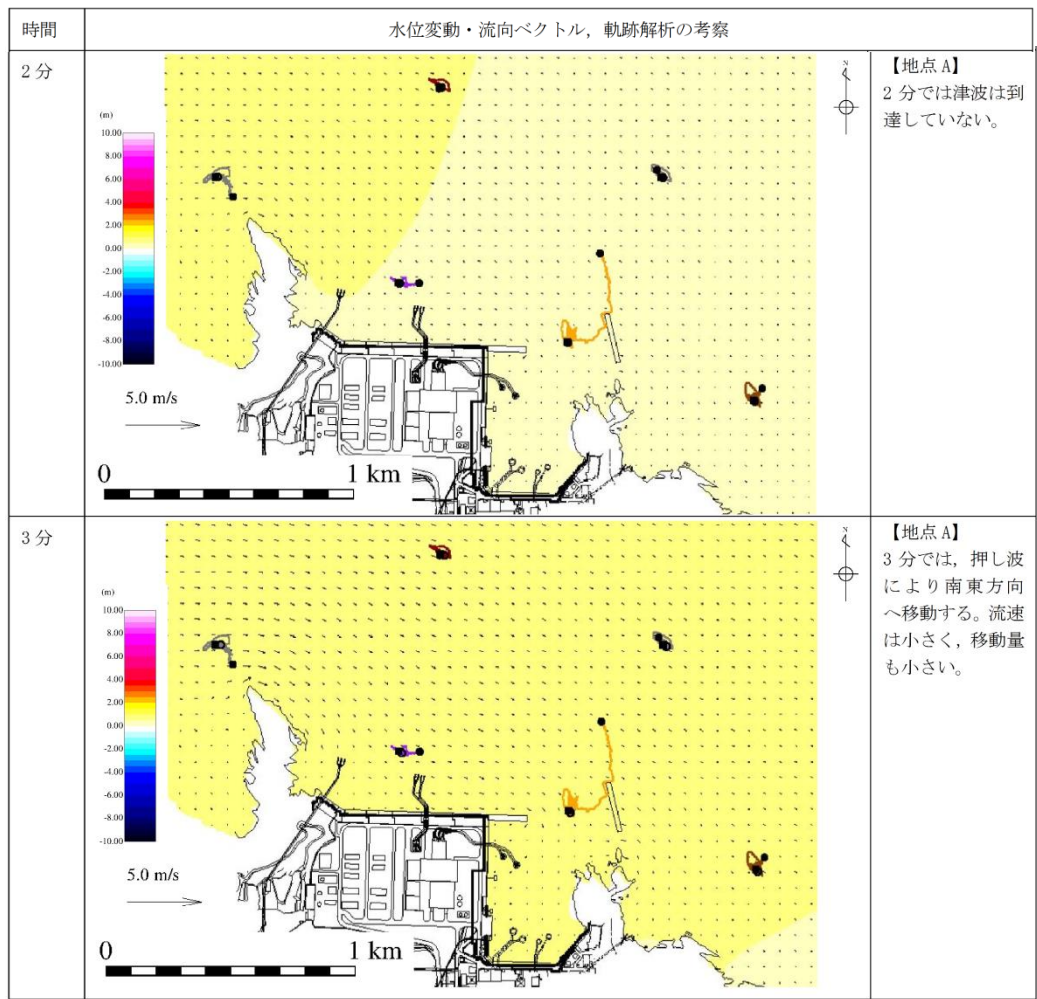 時間
水位変動・流向ベクトル，軌跡解析の考察
2分
(m)
10.00
8.00
6.00
4.00
2.00
0.00
-2.00
-4.00
-6.00
-8.00
-10.00
5.0 m/s
0
1 km
N
【地点 A】
2 分では津波は到
達していない。
3分
(m)
10.00
8.00
6.00
4.00
2.00
0.00
-2.00
-4.00
-6.00
-8.00
-10.00
5.0 m/s
0
1 km
N
【地点 A】
3 分では，押し波
により南東方向
へ移動する。流速
は小さく，移動量
も小さい。